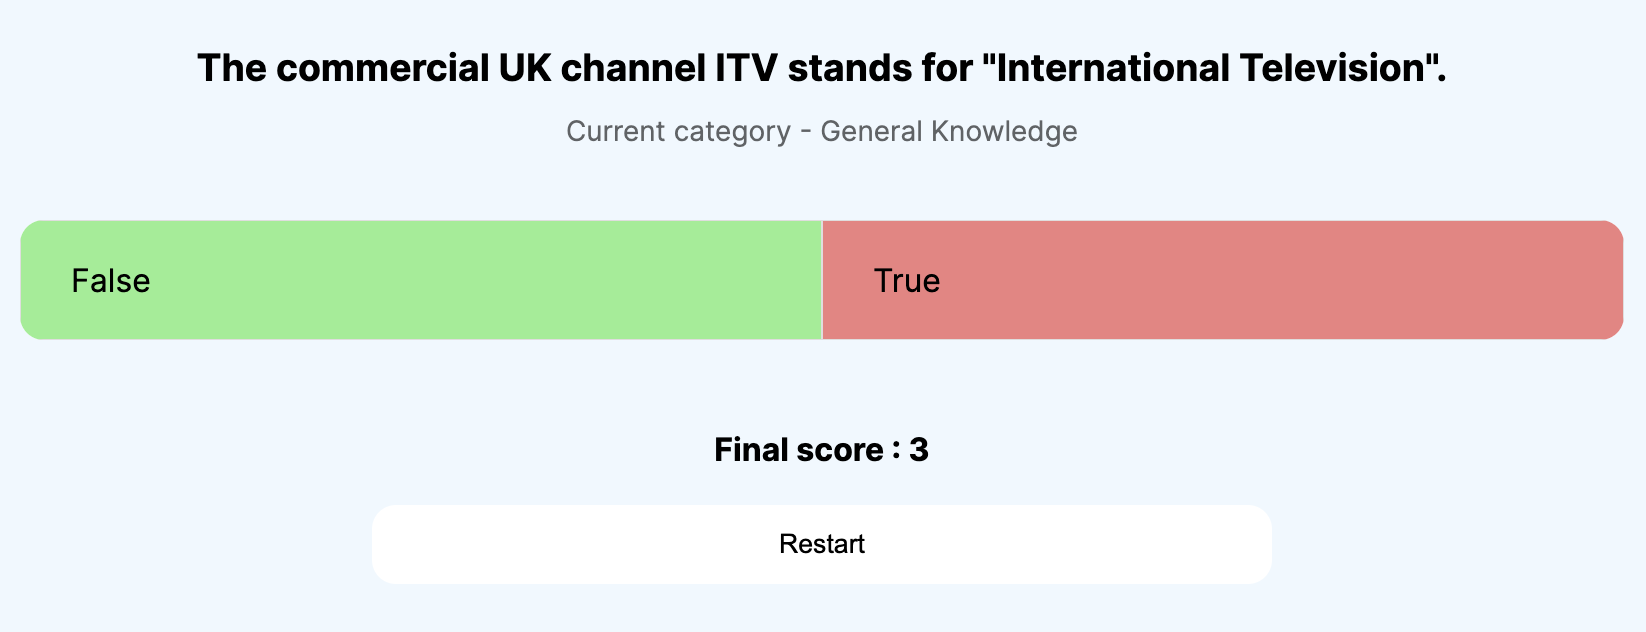 The commercial UK channel ITV stands for "International Television".
Current category - General Knowledge
False
True
Final score : 3
Restart